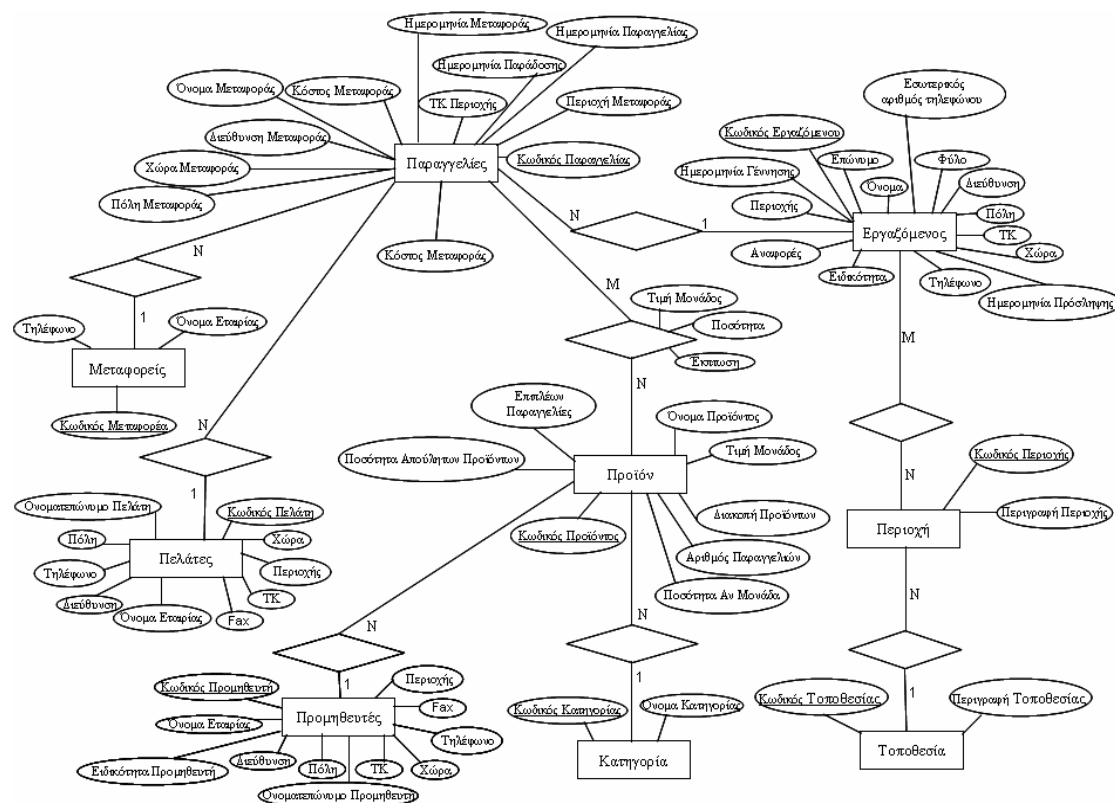 Ημερομηνία Μεταφοράς
Ημερομηνία Παραγγελίας
Ημερομηνία Παράδοσης
Όνομα Μεταφοράς
Κόστος Μεταφοράς
ΤΚ Περιοχής
Περιοχή Μεταφοράς
Διεύθυνση Μεταφοράς
Χώρα Μεταφοράς
Πόλη Μεταφοράς
Παραγγελίες
Κωδικός Παραγγελίας
Κόστος Μεταφοράς
Εσωτερικός
αριθμός τηλεφώνου
Κωδικός Εργαζόμενου
Επώνυμο
Φύλο
Ημερομηνία Γέννησης
Όνομα
Διεύθυνση
Περιοχής
Πόλη
Εργαζόμενος
ΤΚ
Αναφορές
Χώρα
Ειδικότητα
Τηλέφωνο
Ημερομηνία Πρόσληψης
N
1
N
1
M
Τιμή Μονάδος
Ποσότητα
Έκπτωση
N
M
N
Τηλέφωνο
Όνομα Εταιρίας
Μεταφορείς
Κωδικός Μεταφορέα
N
1
Επιπλέων
Παραγγελίες
Όνομα Προϊόντος
Ποσότητα Απούλητων Προϊόντων
Τιμή Μονάδος
Προϊόν
Διακοπή Προϊόντων
Κωδικός Προϊόντος
Αριθμός Παραγγελιών
Ποσότητα Αν Μονάδα
Κωδικός Περιοχής
Περιγραφή Περιοχής
Περιοχή
N
1
Ονοματεπώνυμο Πελάτη
Κωδικός Πελάτη
Πόλη
Χώρα
Πελάτες
Τηλέφωνο
Περιοχής
Διεύθυνση
ΤΚ
Όνομα Εταιρίας
Fax
N
1
N
1
Κωδικός Προμηθευτή
Περιοχής
Όνομα Εταιρίας
Fax
Προμηθευτές
Τηλέφωνο
Ειδικότητα Προμηθευτή
Διεύθυνση
Πόλη
ΤΚ
Χώρα
Ονοματεπώνυμο Προμηθευτή
Κωδικός Κατηγορίας
Όνομα Κατηγορίας
Κατηγορία
Κωδικός Τοποθεσίας
Περιγραφή Τοποθεσίας
Τοποθεσία